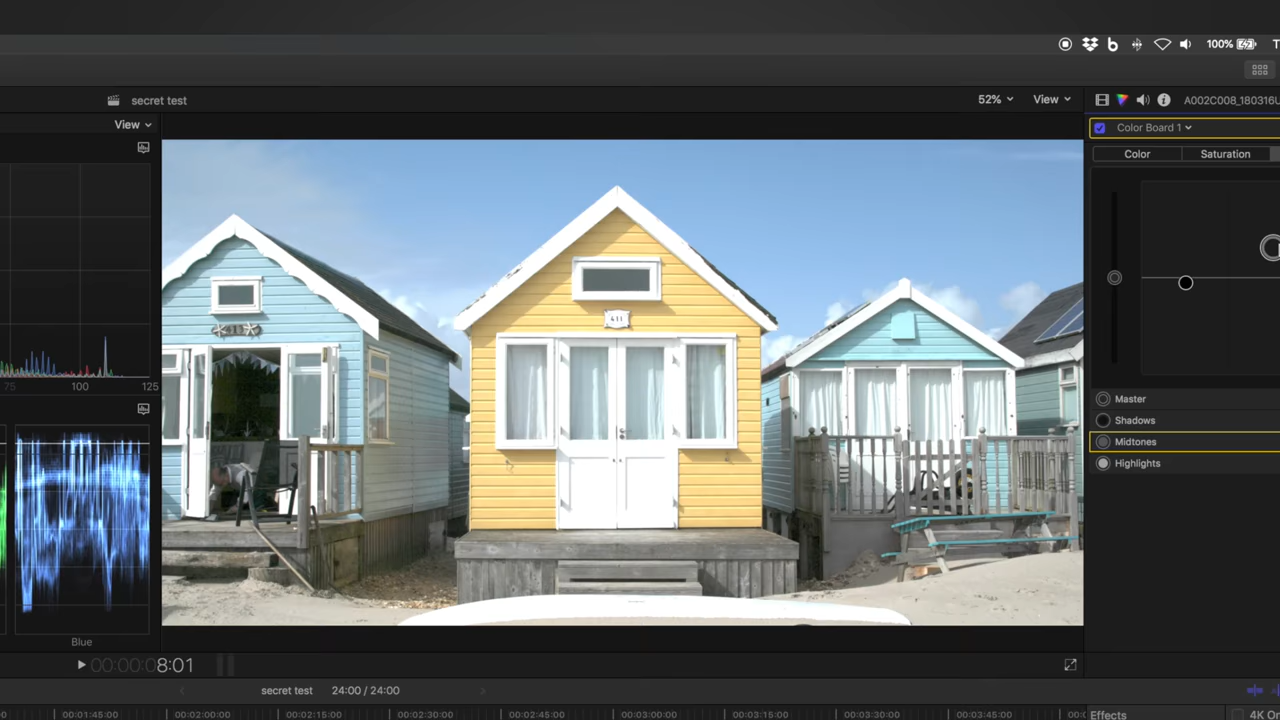 100%
secret test
52%
View
A002C008_180316
View
Color Board 1
Color
Saturation
411
75
100
125
Master
Shadows
Midtones
Highlights
Blue
00:00:08:01
secret test
24:00 / 24:00
00:01:45:00
00:02:00:00
00:02:15:00
00:02:30:00
00:02:45:00
00:03:00:00
00:03:15:00
00:03:30:00
00:03:45:00
Effects
4K